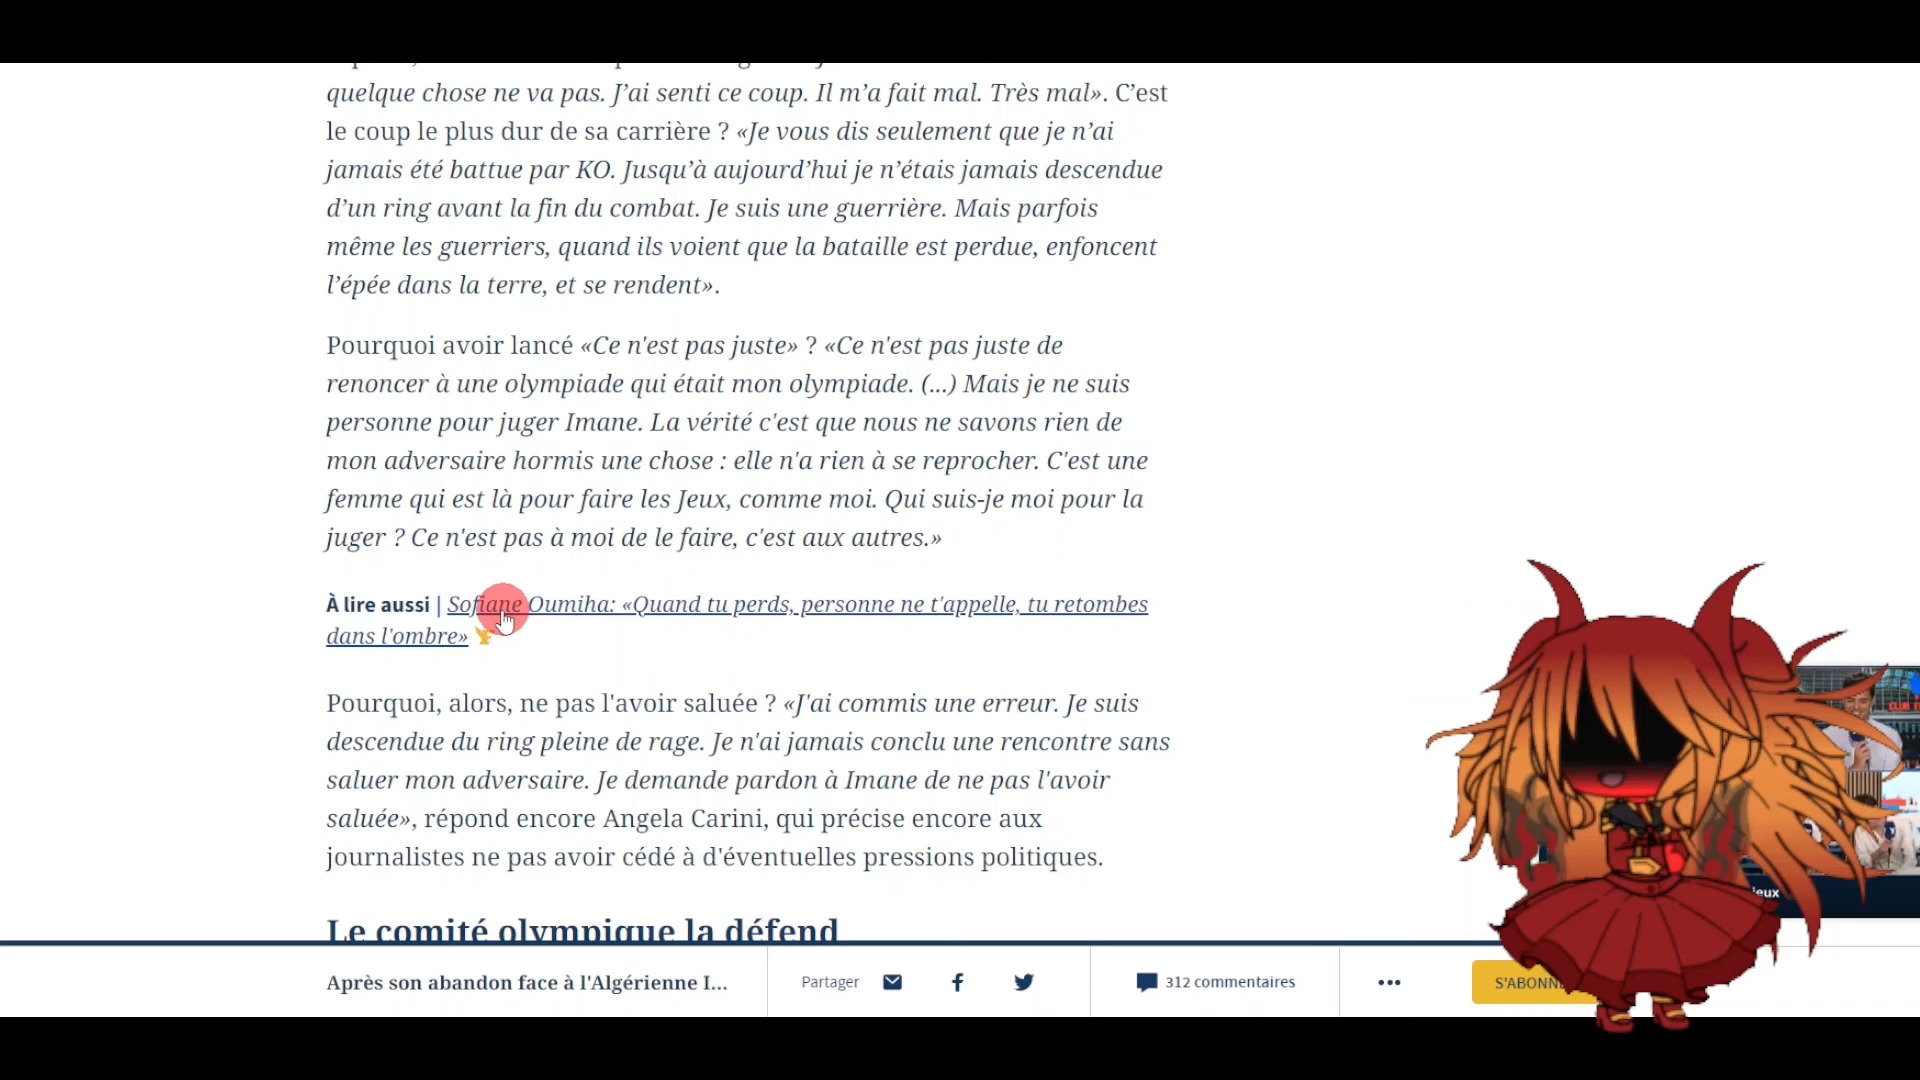 quelque chose ne va pas. J’ai senti ce coup. Il m’a fait mal. Très mal». C’est
le coup le plus dur de sa carrière ? «Je vous dis seulement que je n’ai
jamais été battue par KO. Jusqu’à aujourd’hui je n’étais jamais descendue
d’un ring avant la fin du combat. Je suis une guerrière. Mais parfois
même les guerriers, quand ils voient que la bataille est perdue, enfoncent
l’épée dans la terre, et se rendent».
Pourquoi avoir lancé «Ce n'est pas juste» ? «Ce n'est pas juste de
renoncer à une olympiade qui était mon olympiade. (...) Mais je ne suis
personne pour juger Imane. La vérité c'est que nous ne savons rien de
mon adversaire hormis une chose : elle n'a rien à se reprocher. C'est une
femme qui est là pour faire les Jeux, comme moi. Qui suis-je moi pour la
juger ? Ce n'est pas à moi de le faire, c'est aux autres.»
À lire aussi | Sofiane Oumiha: «Quand tu perds, personne ne t'appelle, tu retombes
dans l'ombre»
Pourquoi, alors, ne pas l'avoir saluée ? «J'ai commis une erreur. Je suis
descendue du ring pleine de rage. Je n'ai jamais conclu une rencontre sans
saluer mon adversaire. Je demande pardon à Imane de ne pas l'avoir
saluée», répond encore Angela Carini, qui précise encore aux
journalistes ne pas avoir cédé à d'éventuelles pressions politiques.
Le comité olympique la défend
Après son abandon face à l'Algérienne I...
Partager
312 commentaires
S'ABONN